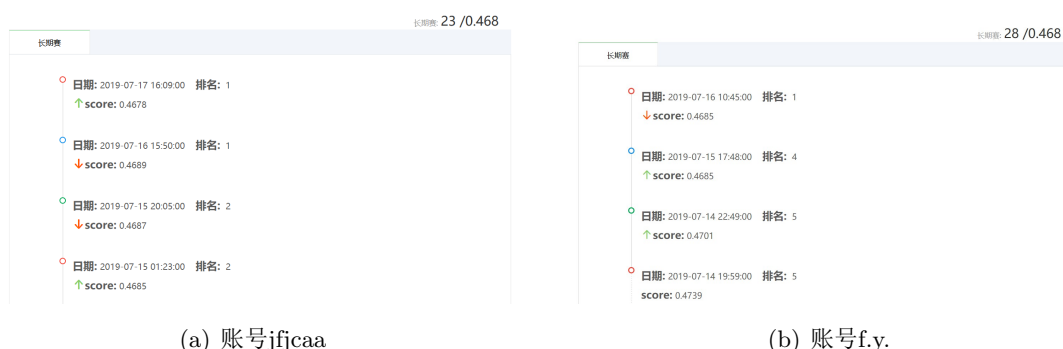 长期赛: 23 /0.468
长期赛
日期: 2019-07-17 16:09:00 排名: 1
↑ score: 0.4678
日期: 2019-07-16 15:50:00 排名: 1
↓ score: 0.4689
日期: 2019-07-15 20:05:00 排名: 2
↓ score: 0.4687
日期: 2019-07-15 01:23:00 排名: 2
↑ score: 0.4685
(a) 账号jfjcaa
长期赛: 28 /0.468
长期赛
日期: 2019-07-16 10:45:00 排名: 1
↓ score: 0.4685
日期: 2019-07-15 17:48:00 排名: 4
↑ score: 0.4685
日期: 2019-07-14 22:49:00 排名: 5
↑ score: 0.4701
日期: 2019-07-14 19:59:00 排名: 5
score: 0.4739
(b) 账号f.y.